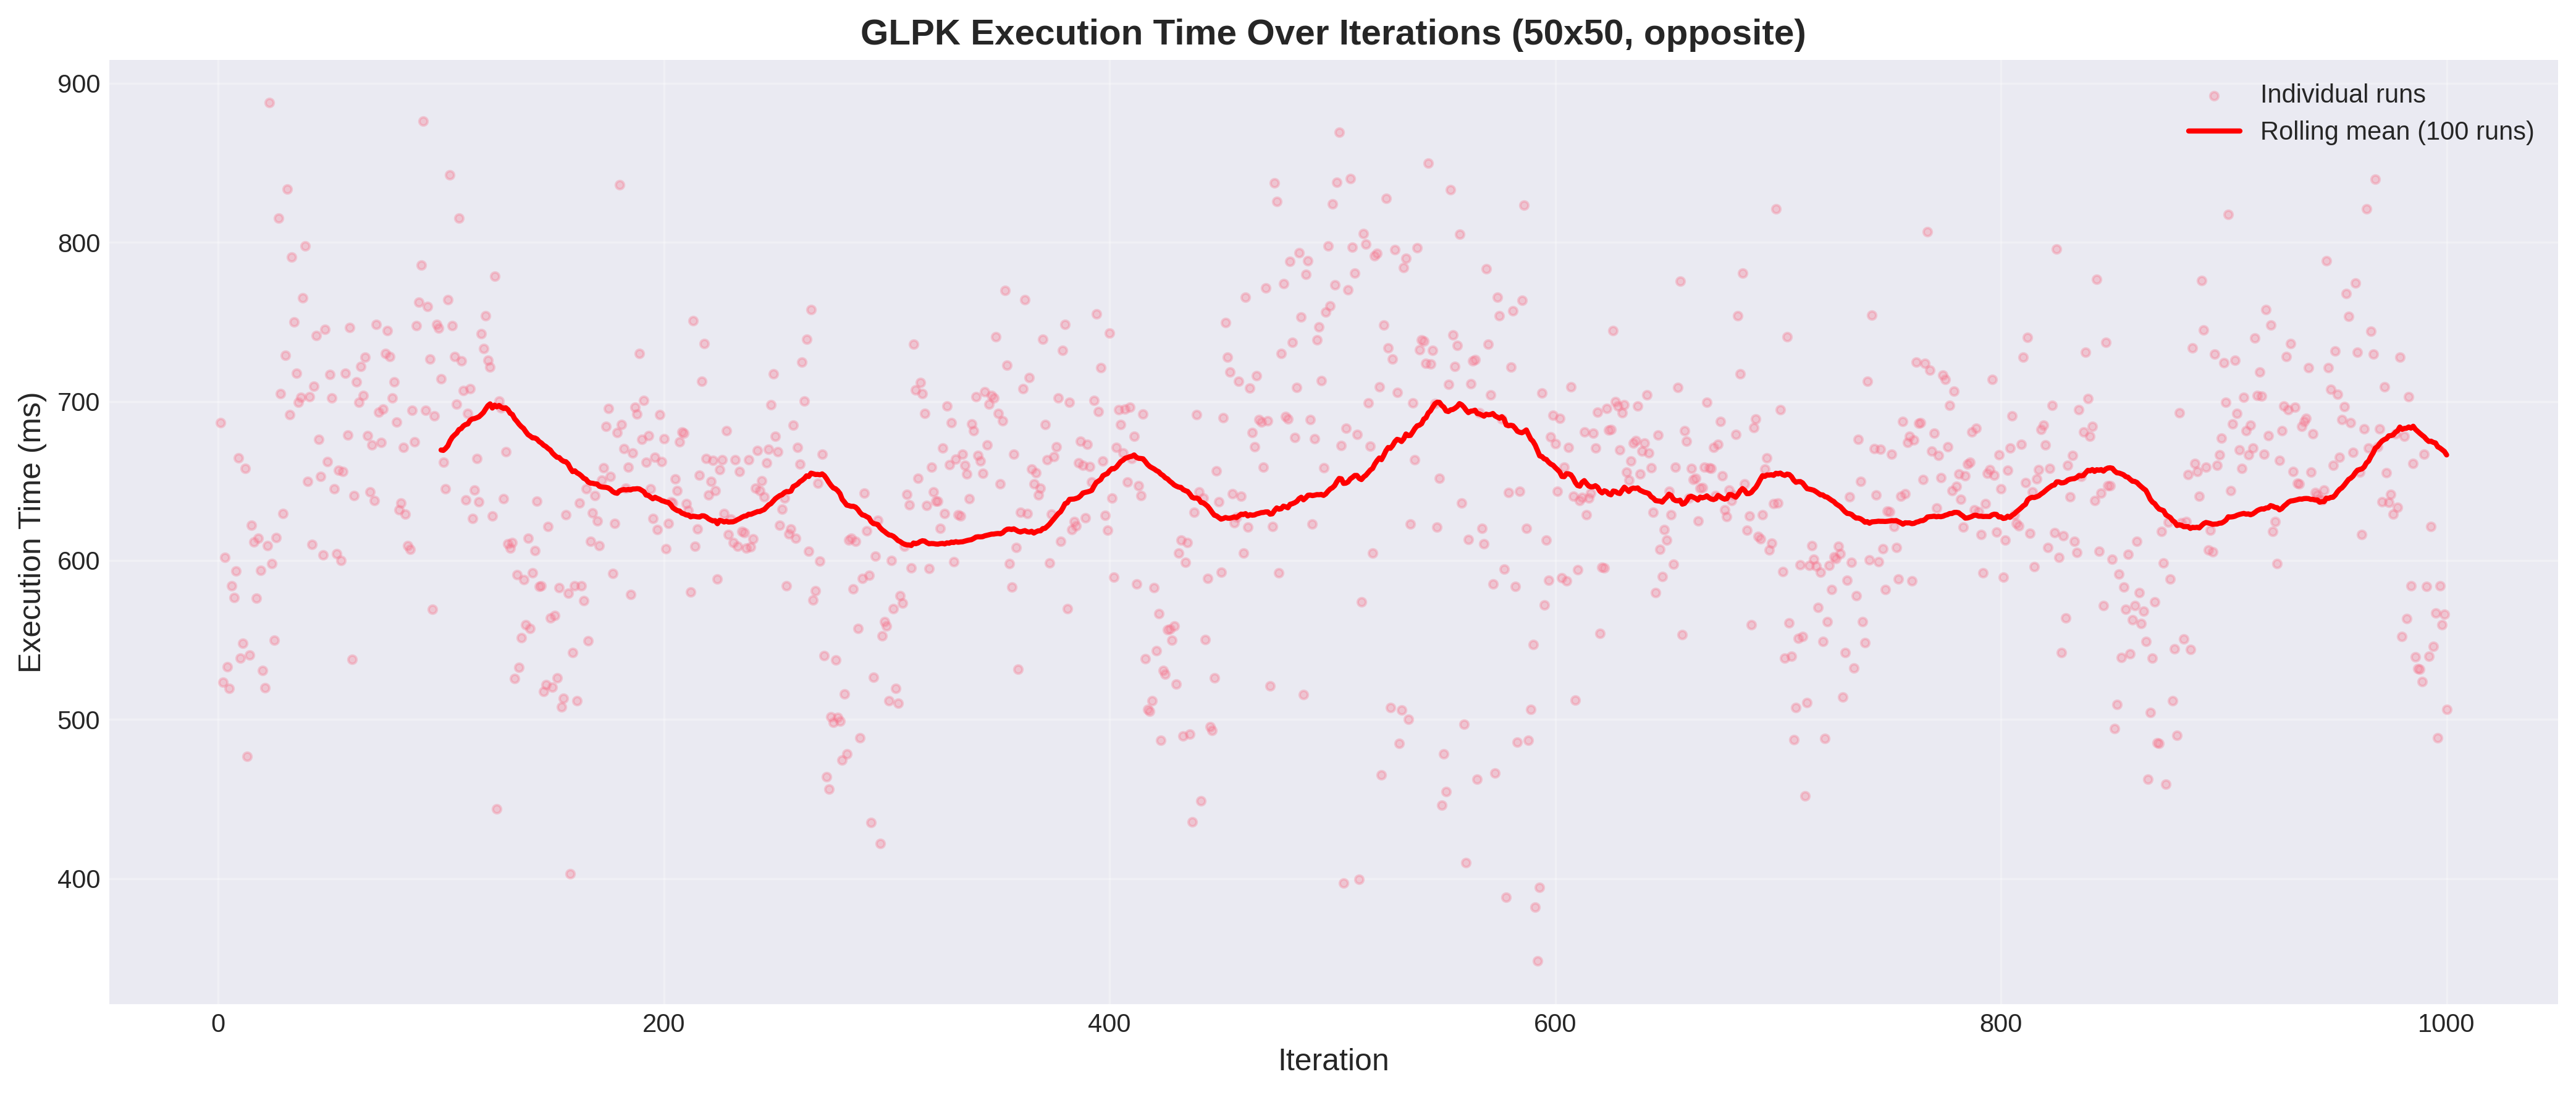 GLPK Execution Time Over Iterations (50x50, opposite)
Individual runs
Rolling mean (100 runs)
Execution Time (ms)
900
800
700
600
500
400
0 200 400 600 800 1000
Iteration